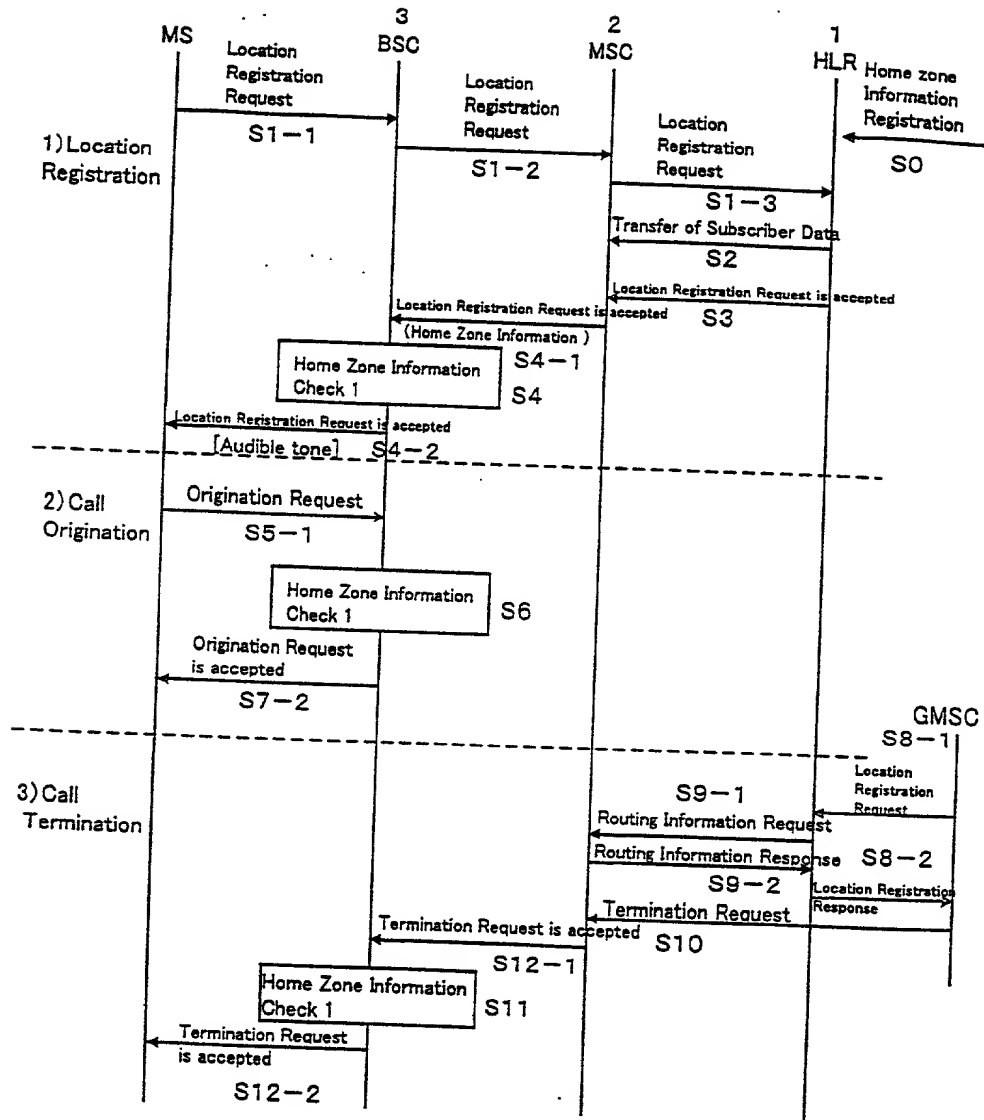 MS
3
BSC
2
MSC
1
HLR
Home zone
Information
Registration
S0
Location
Registration
Request
S1-1
Location
Registration
Request
S1-2
Location
Registration
Request
S1-3
1) Location
Registration
Transfer of Subscriber Data
S2
Location Registration Request is accepted
S3
Location Registration Request is accepted
(Home Zone Information)
S4-1
Home Zone Information
Check 1
S4
Location Registration Request is accepted
[Audible tone]
S4-2
2) Call
Origination
Origination Request
S5-1
Home Zone Information
Check 1
S6
Origination Request
is accepted
S7-2
GMSC
S8-1
3) Call
Termination
Location
Registration
Request
S9-1
Routing Information Request
Routing Information Response
S8-2
S9-2
Location Registration
Response
Termination Request
S10
Termination Request is accepted
S12-1
Home Zone Information
Check 1
S11
Termination Request
is accepted
S12-2